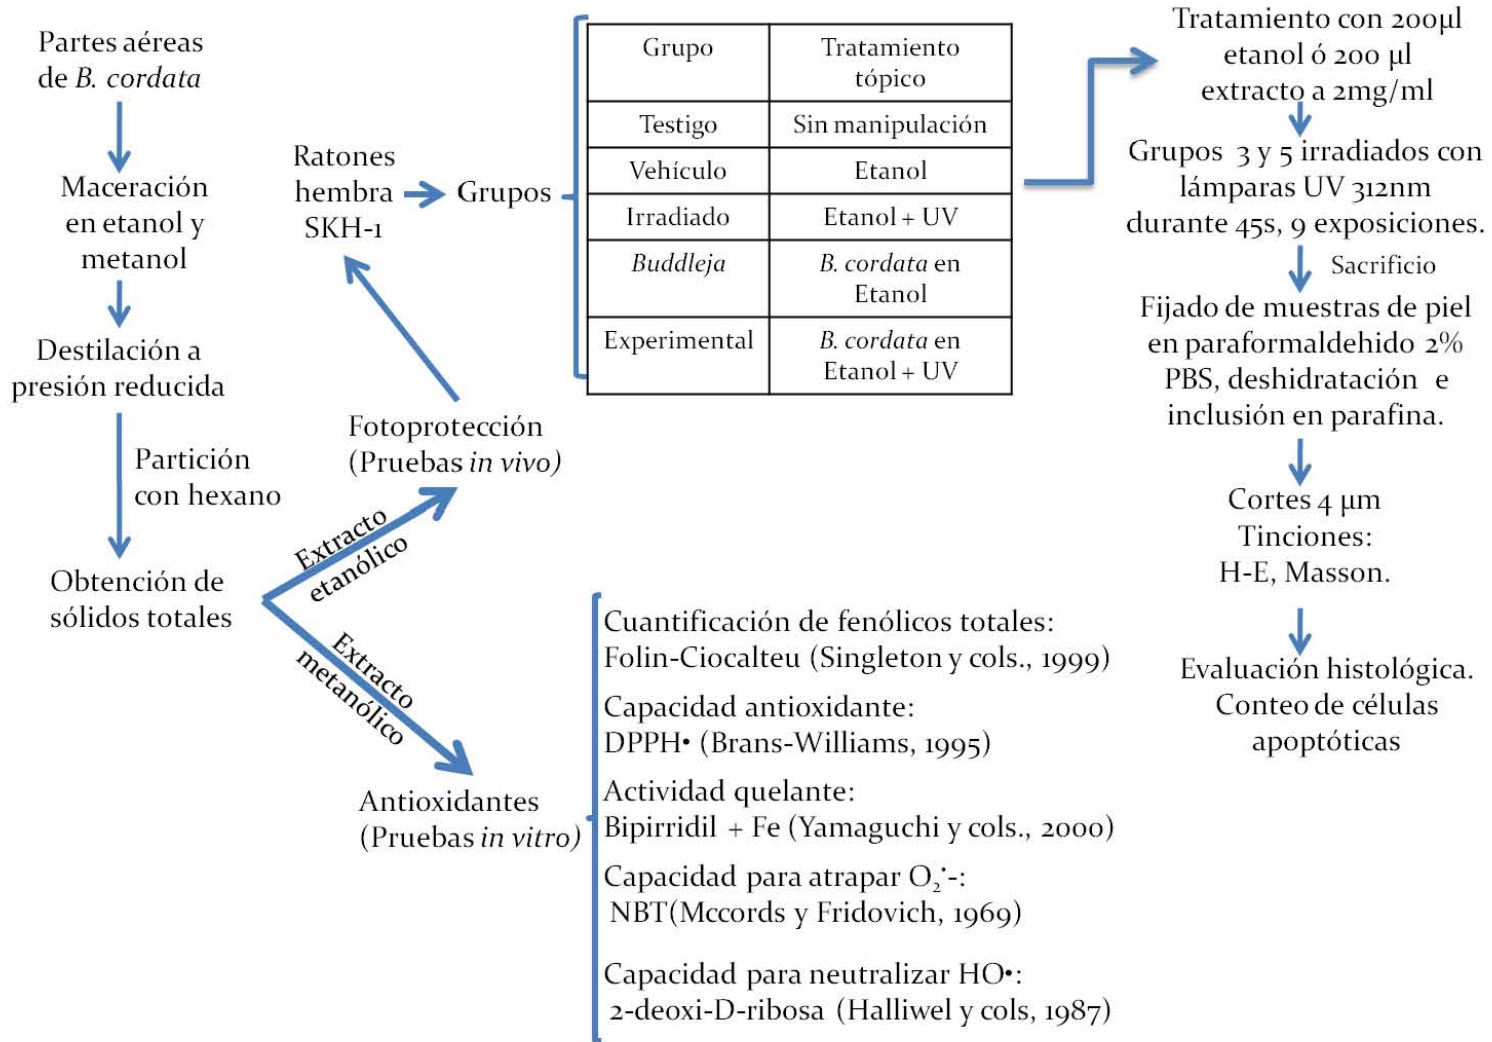 Partes aéreas
de B. cordata
Maceración
en etanol y
metanol
Destilación a
presión reducida
Partición
con hexano
Obtención de
sólidos totales
Extracto
etanólico
Extracto
metanólico
Fotoprotección
(Pruebas in vivo)
Ratones
hembra
SKH-1
Grupos
Grupo
Tratamiento
tópico
Testigo
Sin manipulación
Vehículo
Etanol
Irradiado
Etanol + UV
Buddleja
B. cordata en
Etanol
Experimental
B. cordata en
Etanol + UV
Tratamiento con 200µl
etanol ó 200 µl
extracto a 2mg/ml
Grupos 3 y 5 irradiados con
lámparas UV 312nm
durante 45s, 9 exposiciones.
Sacrificio
Fijado de muestras de piel
en paraformaldehido 2%
PBS, deshidratación e
inclusión en parafina.
Cortes 4 µm
Tinciones:
H-E, Masson.
Evaluación histológica.
Conteo de células
apoptóticas
Antioxidantes
(Pruebas in vitro)
Cuantificación de fenólicos totales:
Folin-Ciocalteu (Singleton y cols., 1999)
Capacidad antioxidante:
DPPH• (Brans-Williams, 1995)
Actividad quelante:
Bipirridil + Fe (Yamaguchi y cols., 2000)
Capacidad para atrapar O₂•-:
NBT(Mccords y Fridovich, 1969)
Capacidad para neutralizar HO•:
2-deoxi-D-ribosa (Halliwel y cols, 1987)